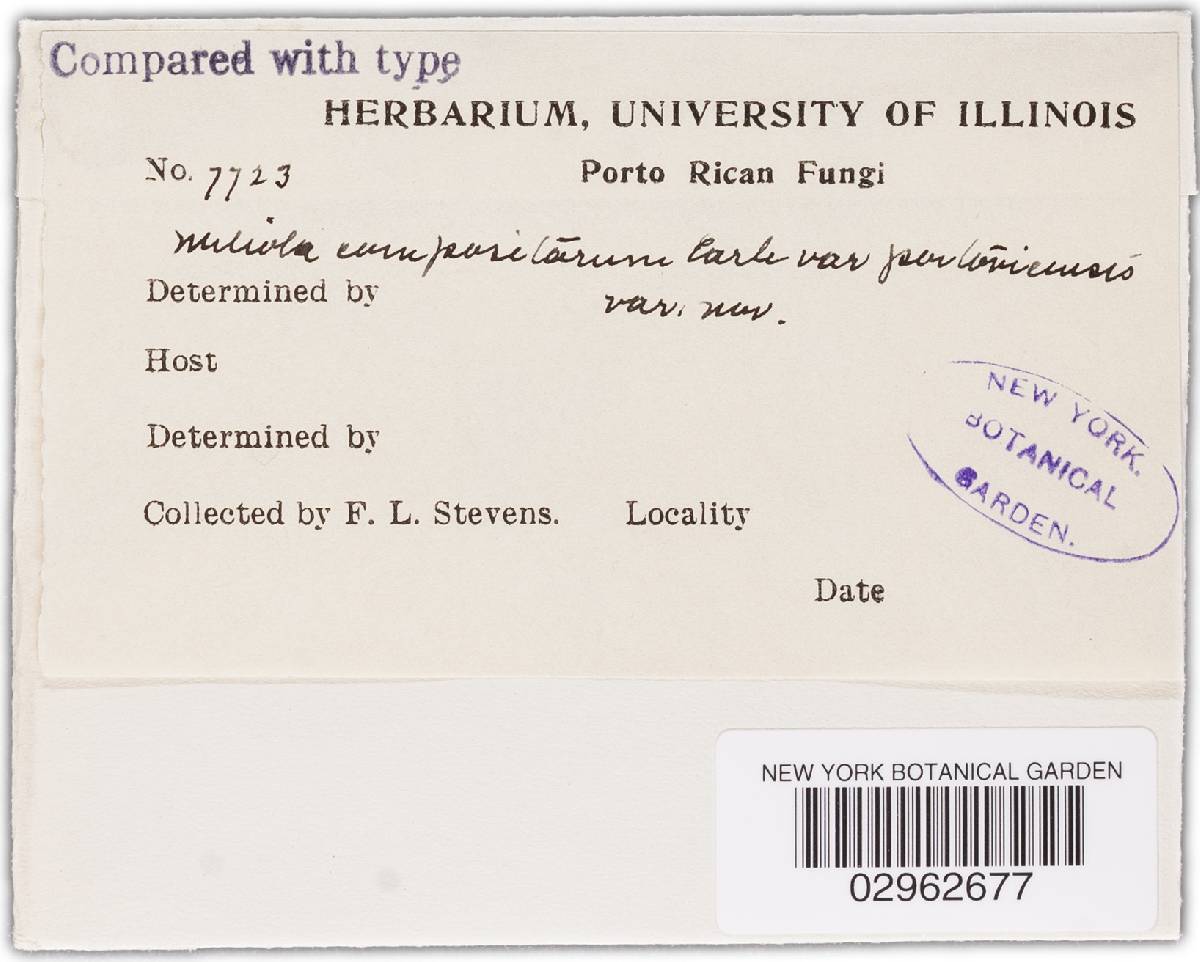 Compared with type
HERBARIUM, UNIVERSITY OF ILLINOIS
No. 7723 Porto Rican Fungi
Meliola compositarum Earle var portoricensis
var. nov.
Determined by
Host
Determined by
Collected by F. L. Stevens. Locality
Date
NEW YORK
BOTANICAL
GARDEN.
NEW YORK BOTANICAL GARDEN
02962677